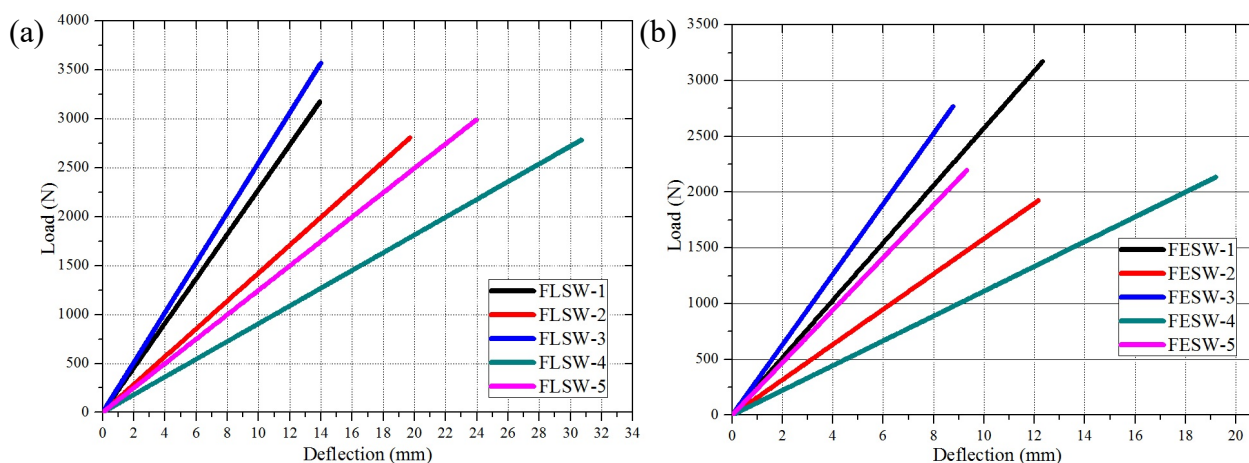 (a)
4000
3500
3000
2500
2000
1500
1000
500
0
Load (N)
0 2 4 6 8 10 12 14 16 18 20 22 24 26 28 30 32 34
Deflection (mm)
FLSW-1
FLSW-2
FLSW-3
FLSW-4
FLSW-5
(b)
3500
3000
2500
2000
1500
1000
500
0
Load (N)
0 2 4 6 8 10 12 14 16 18 20
Deflection (mm)
FESW-1
FESW-2
FESW-3
FESW-4
FESW-5